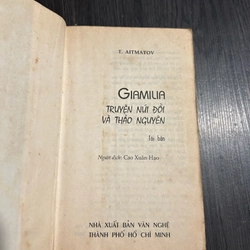 T. AITMATOV
GIAMILIA
TRUYỆN NÚI ĐỒI
VÀ THẢO NGUYÊN
Tái bản
Người dịch: Cao Xuân Hạo
NHÀ XUẤT BẢN VĂN NGHỆ
THÀNH PHỐ HỒ CHÍ MINH